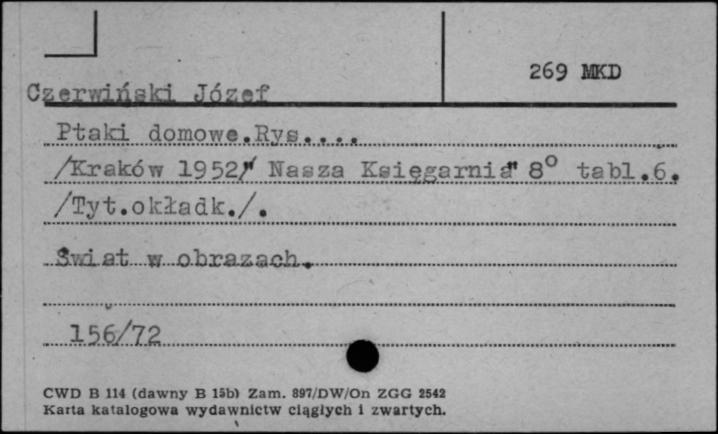 269 MKD
Czerwiński Józef
Ptaki domowe.Rys....
/Kraków 1952/" Nasza Księgarnia" 8° tabl.6.
/Tyt.okładk./.
Świat w obrazach.
156/72
CWD B 114 (dawny B 15b) Zam. 897/DW/On ZGG 2542
Karta katalogowa wydawnictw ciągłych i zwartych.